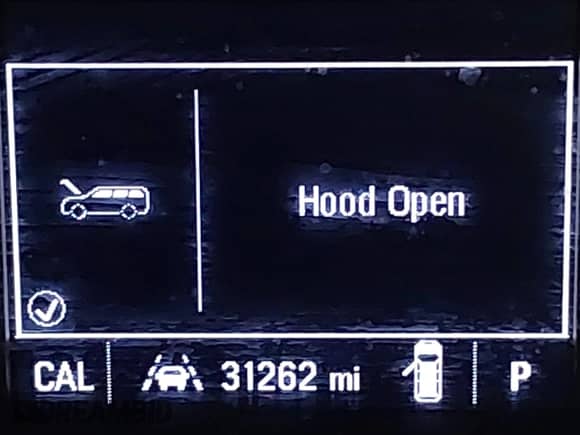 Hood Open
CAL 31262 mi P